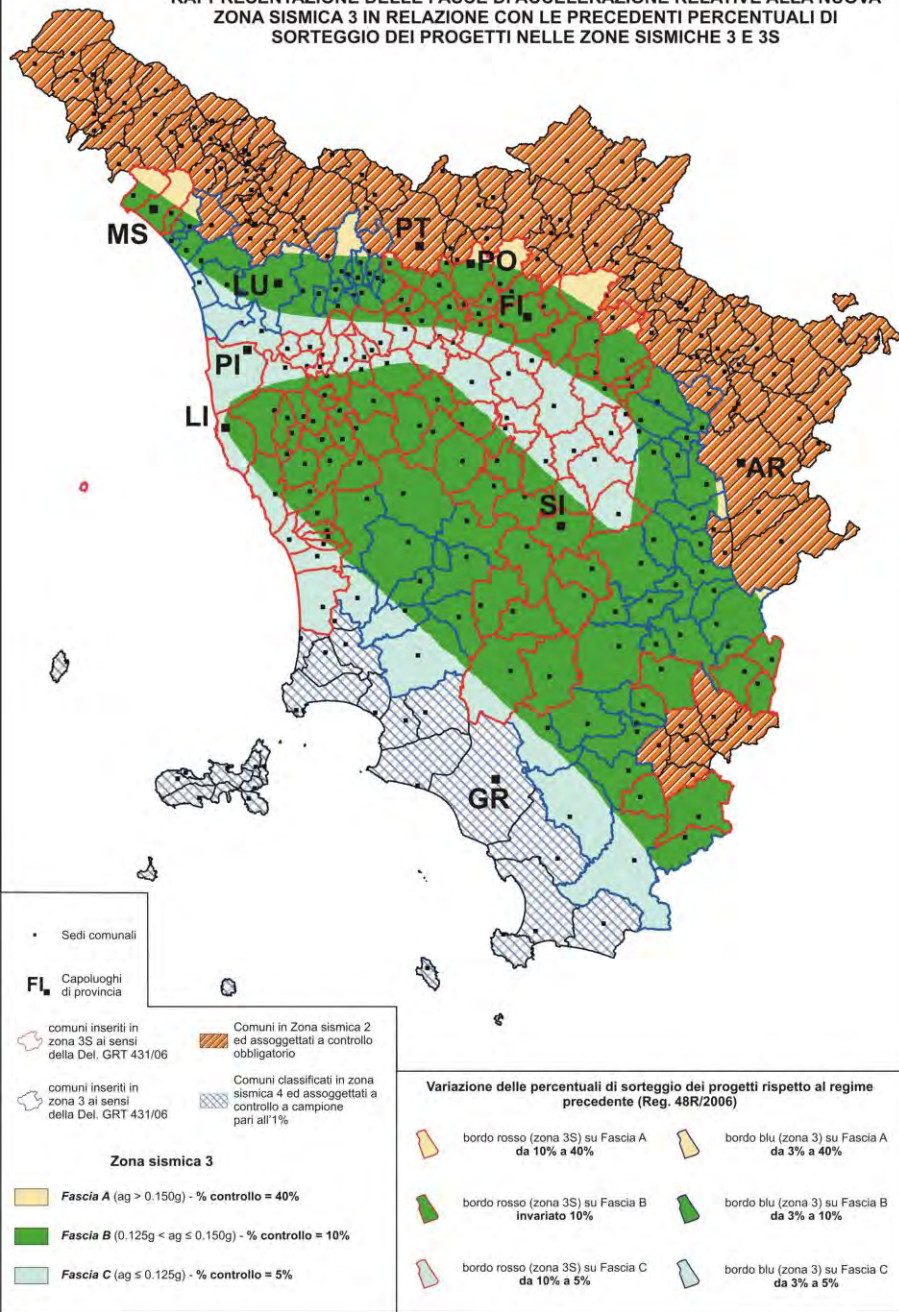 RAPPRESENTAZIONE DELLE FASCE DI ACCELERAZIONE RELATIVE ALLA NUOVA
ZONA SISMICA 3 IN RELAZIONE CON LE PRECEDENTI PERCENTUALI DI
SORTEGGIO DEI PROGETTI NELLE ZONE SISMICHE 3 E 3S
MS
PT
PO
LU
FI
PI
LI
AR
SI
GR
Sedi comunali
FI
Capoluoghi
di provincia
comuni inseriti in
zona 3S ai sensi
della Del. GRT 431/06
Comuni in Zona sismica 2
ed assoggettati a controllo
obbligatorio
comuni inseriti in
zona 3 ai sensi
della Del. GRT 431/06
Comuni classificati in zona
sismica 4 ed assoggettati a
controllo a campione
pari all'1%
Zona sismica 3
Fascia A (ag > 0.150g) - % controllo = 40%
Fascia B (0.125g < ag ≤ 0.150g) - % controllo = 10%
Fascia C (ag ≤ 0.125g) - % controllo = 5%
Variazione delle percentuali di sorteggio dei progetti rispetto al regime
precedente (Reg. 48R/2006)
bordo rosso (zona 3S) su Fascia A
da 10% a 40%
bordo blu (zona 3) su Fascia A
da 3% a 40%
bordo rosso (zona 3S) su Fascia B
invariato 10%
bordo blu (zona 3) su Fascia B
da 3% a 10%
bordo rosso (zona 3S) su Fascia C
da 10% a 5%
bordo blu (zona 3) su Fascia C
da 3% a 5%